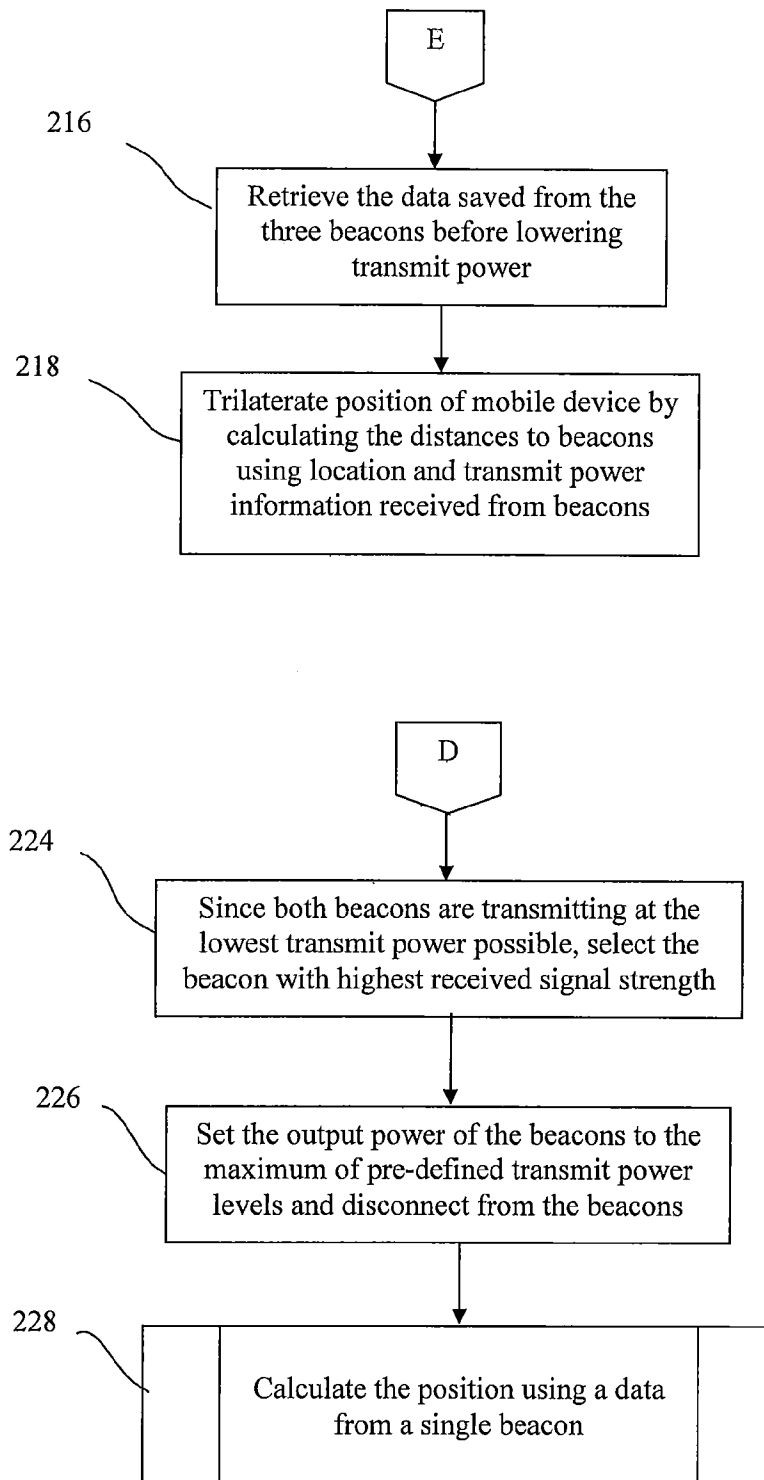 E
216
Retrieve the data saved from the
three beacons before lowering
transmit power
218
Trilaterate position of mobile device by
calculating the distances to beacons
using location and transmit power
information received from beacons
D
224
Since both beacons are transmitting at the
lowest transmit power possible, select the
beacon with highest received signal strength
226
Set the output power of the beacons to the
maximum of pre-defined transmit power
levels and disconnect from the beacons
228
Calculate the position using a data
from a single beacon